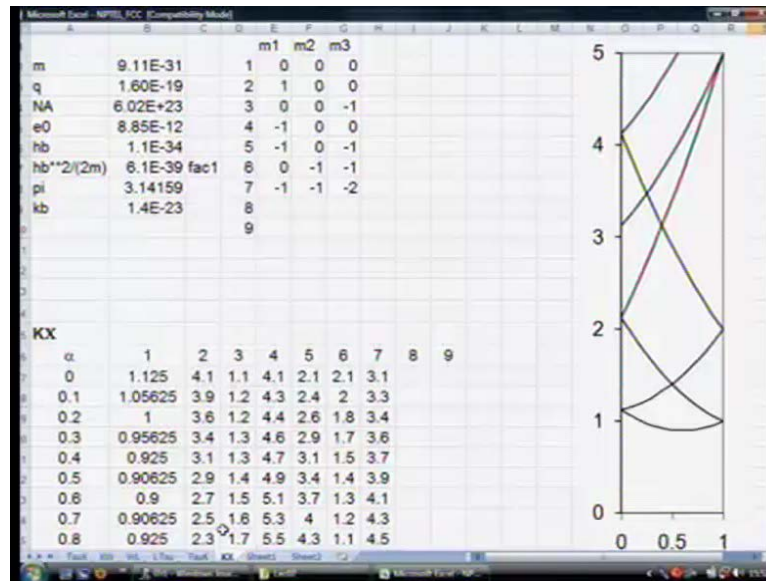 Microsoft Excel - NPTEL_FCC [Compatibility Mode]
A B C D E F G H I J K L M N O P Q R
m1 m2 m3
m 9.11E-31 1 0 0 0
q 1.60E-19 2 1 0 0
NA 6.02E+23 3 0 0 -1
e0 8.85E-12 4 -1 0 0
hb 1.1E-34 5 -1 0 -1
hb**2/(2m) 6.1E-39 fac1 6 0 -1 -1
pi 3.14159 7 -1 -1 -2
kb 1.4E-23 8
9
KX
α 1 2 3 4 5 6 7 8 9
0 1.125 4.1 1.1 4.1 2.1 2.1 3.1
0.1 1.05625 3.9 1.2 4.3 2.4 2 3.3
0.2 1 3.6 1.2 4.4 2.6 1.8 3.4
0.3 0.95625 3.4 1.3 4.6 2.9 1.7 3.6
0.4 0.925 3.1 1.3 4.7 3.1 1.5 3.7
0.5 0.90625 2.9 1.4 4.9 3.4 1.4 3.9
0.6 0.9 2.7 1.5 5.1 3.7 1.3 4.1
0.7 0.90625 2.5 1.6 5.3 4 1.2 4.3
0.8 0.925 2.3 1.7 5.5 4.3 1.1 4.5
5
4
3
2
1
0
0 0.5 1
KX Sheet1 Sheet2